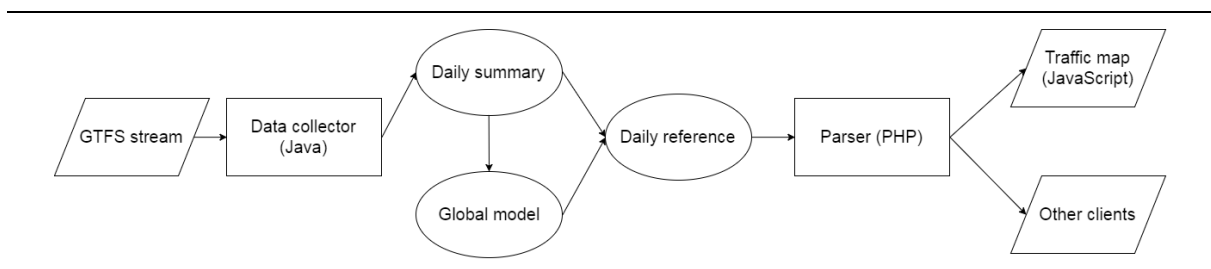 GTFS stream
Data collector
(Java)
Daily summary
Global model
Daily reference
Parser (PHP)
Traffic map
(JavaScript)
Other clients